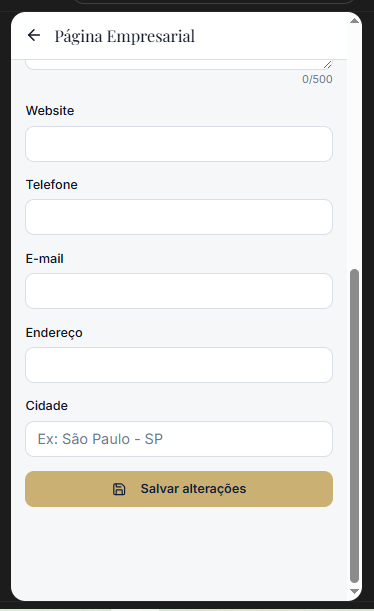 Página Empresarial
0/500
Website
Telefone
E-mail
Endereço
Cidade
Ex: São Paulo - SP
Salvar alterações